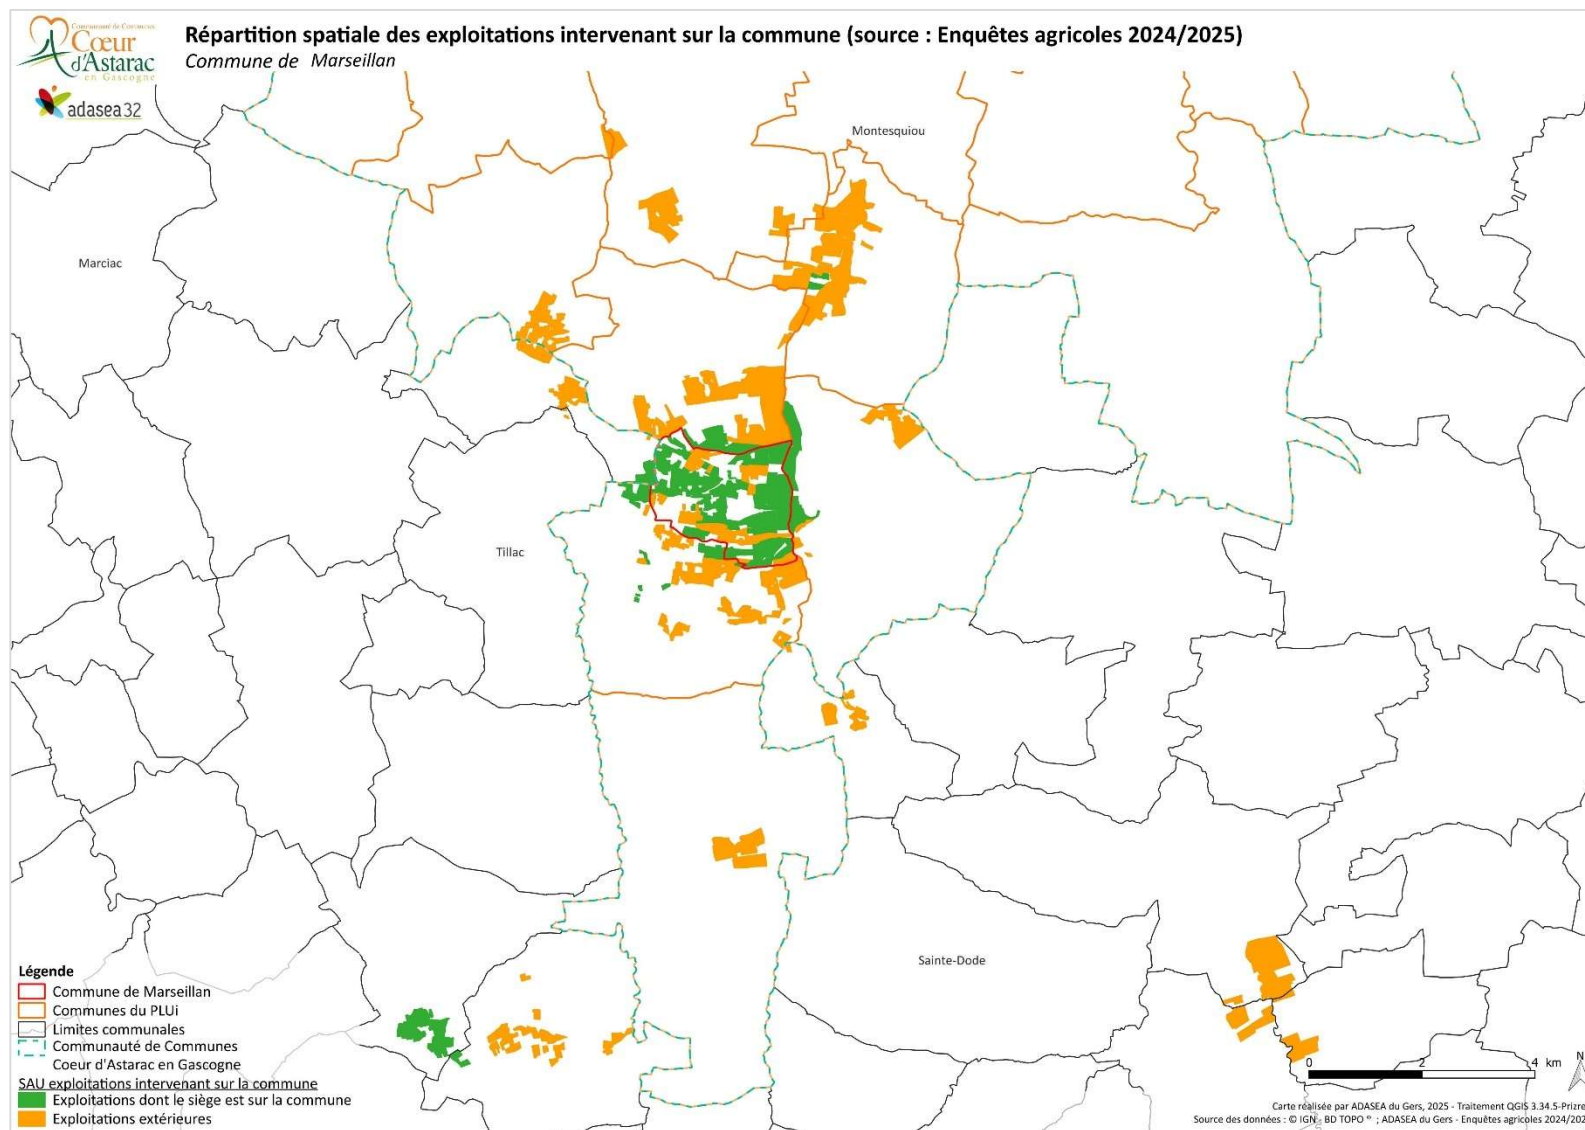 Communauté de Communes
Cœur
d'Astarac
en Gascogne
adasea32
Répartition spatiale des exploitations intervenant sur la commune (source : Enquêtes agricoles 2024/2025)
Commune de Marseillan
Montesquiou
Marciac
Tillac
Sainte-Dode
Légende
Commune de Marseillan
Communes du PLUi
Limites communales
Communauté de Communes
Coeur d'Astarac en Gascogne
SAU exploitations intervenant sur la commune
Exploitations dont le siège est sur la commune
Exploitations extérieures
0 2 4 km
N
Carte réalisée par ADASEA du Gers, 2025 - Traitement QGIS 3.34.5-Prizre
Source des données : © IGN - BD TOPO ® ; ADASEA du Gers - Enquêtes agricoles 2024/202